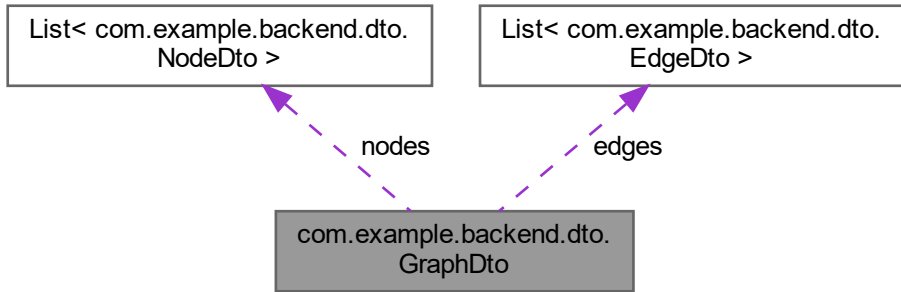 List< com.example.backend.dto.
NodeDto >
List< com.example.backend.dto.
EdgeDto >
nodes
edges
com.example.backend.dto.
GraphDto